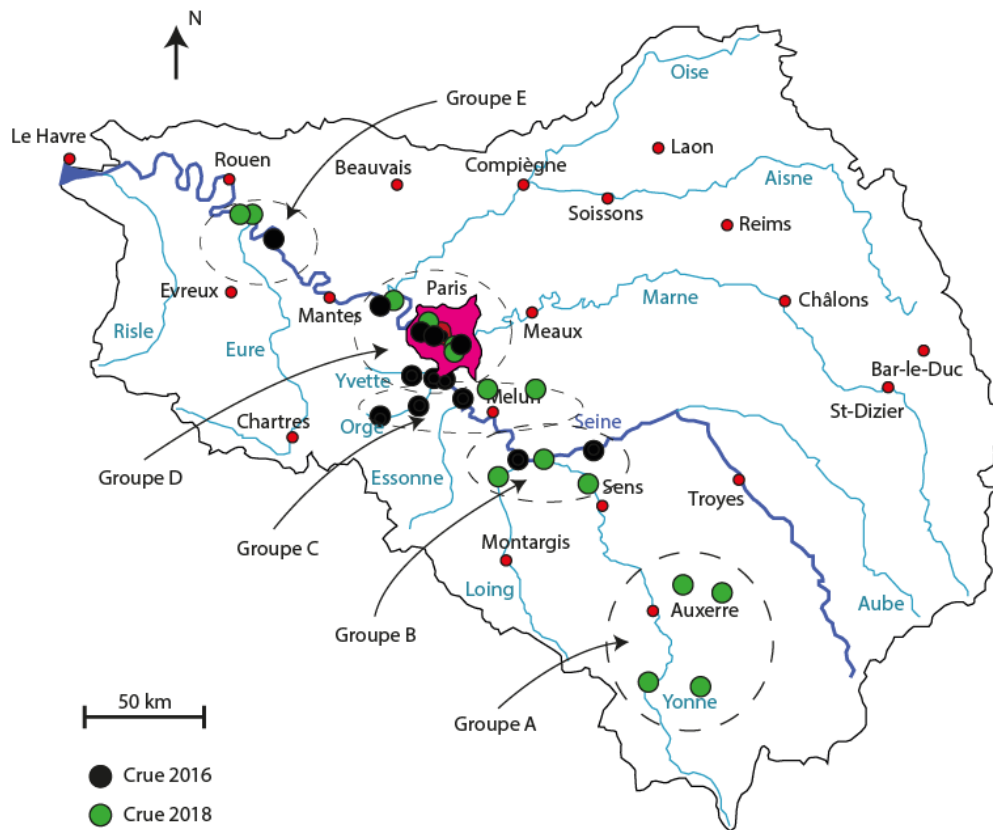 N
Oise
Groupe E
Le Havre
Rouen
Beauvais
Compiègne
Laon
Aisne
Soissons
Reims
Evreux
Paris
Mantes
Marne
Châlons
Meaux
Risle
Eure
Bar-le-Duc
Yvette
Melun
St-Dizier
Chartres
Orge
Seine
Groupe D
Essonne
Sens
Troyes
Groupe C
Montargis
Loing
Auxerre
Aube
Groupe B
50 km
Yonne
Groupe A
Crue 2016
Crue 2018